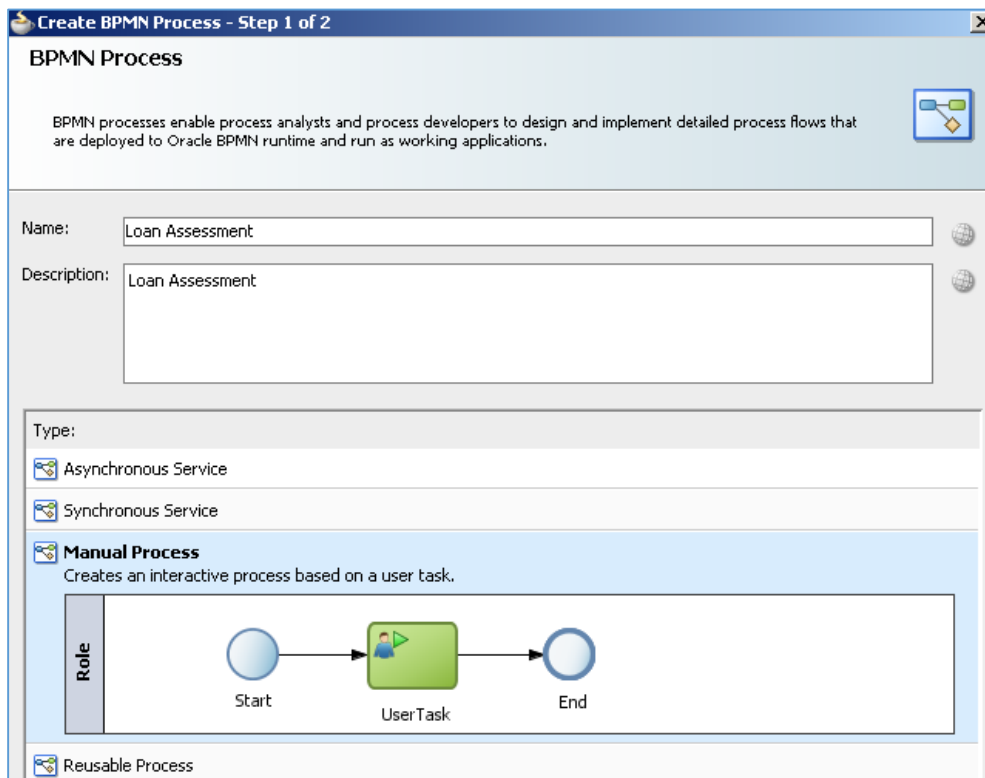 Create BPMN Process - Step 1 of 2
BPMN Process
BPMN processes enable process analysts and process developers to design and implement detailed process flows that
are deployed to Oracle BPMN runtime and run as working applications.
Name:
Loan Assessment
Description:
Loan Assessment
Type:
Asynchronous Service
Synchronous Service
Manual Process
Creates an interactive process based on a user task.
Role
Start
UserTask
End
Reusable Process